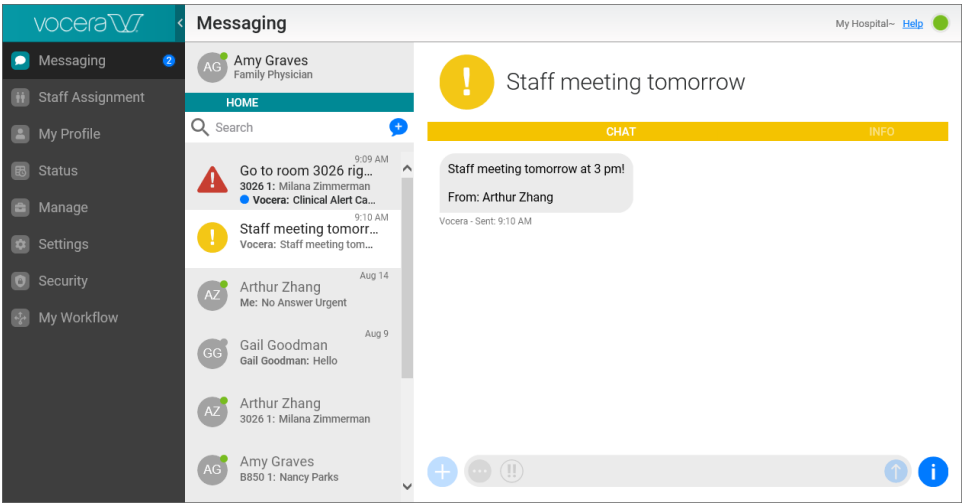 vocera
Messaging
My Hospital~ Help
Messaging 2
Staff Assignment
My Profile
Status
Manage
Settings
Security
My Workflow
AG
Amy Graves
Family Physician
HOME
Search
9:09 AM
Go to room 3026 rig...
3026 1: Milana Zimmerman
Vocera: Clinical Alert Ca...
9:10 AM
Staff meeting tomorr...
Vocera: Staff meeting tom...
Aug 14
AZ
Arthur Zhang
Me: No Answer Urgent
Aug 9
GG
Gail Goodman
Gail Goodman: Hello
AZ
Arthur Zhang
3026 1: Milana Zimmerman
AG
Amy Graves
B850 1: Nancy Parks
Staff meeting tomorrow
CHAT INFO
Staff meeting tomorrow at 3 pm!
From: Arthur Zhang
Vocera - Sent: 9:10 AM